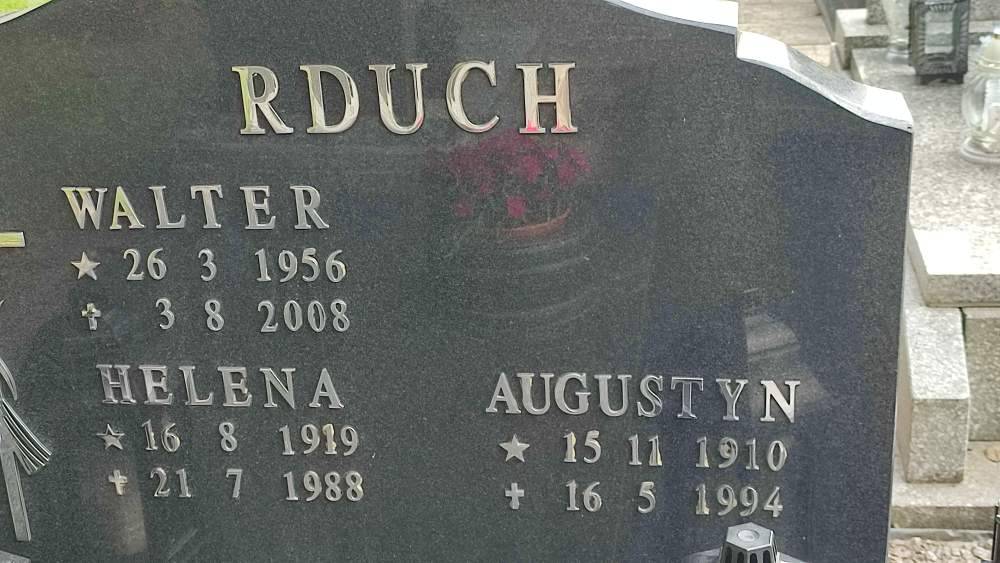 RDUCH
WALTER
★ 26 3 1956
✝ 3 8 2008
HELENA
★ 16 8 1919
✝ 21 7 1988
AUGUSTYN
★ 15 11 1910
✝ 16 5 1994